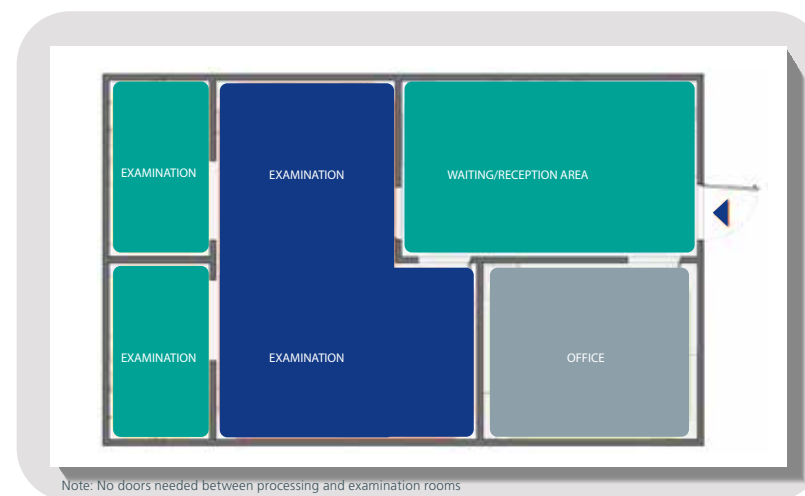 EXAMINATION
EXAMINATION
WAITING/RECEPTION AREA
EXAMINATION
EXAMINATION
OFFICE
Note: No doors needed between processing and examination rooms